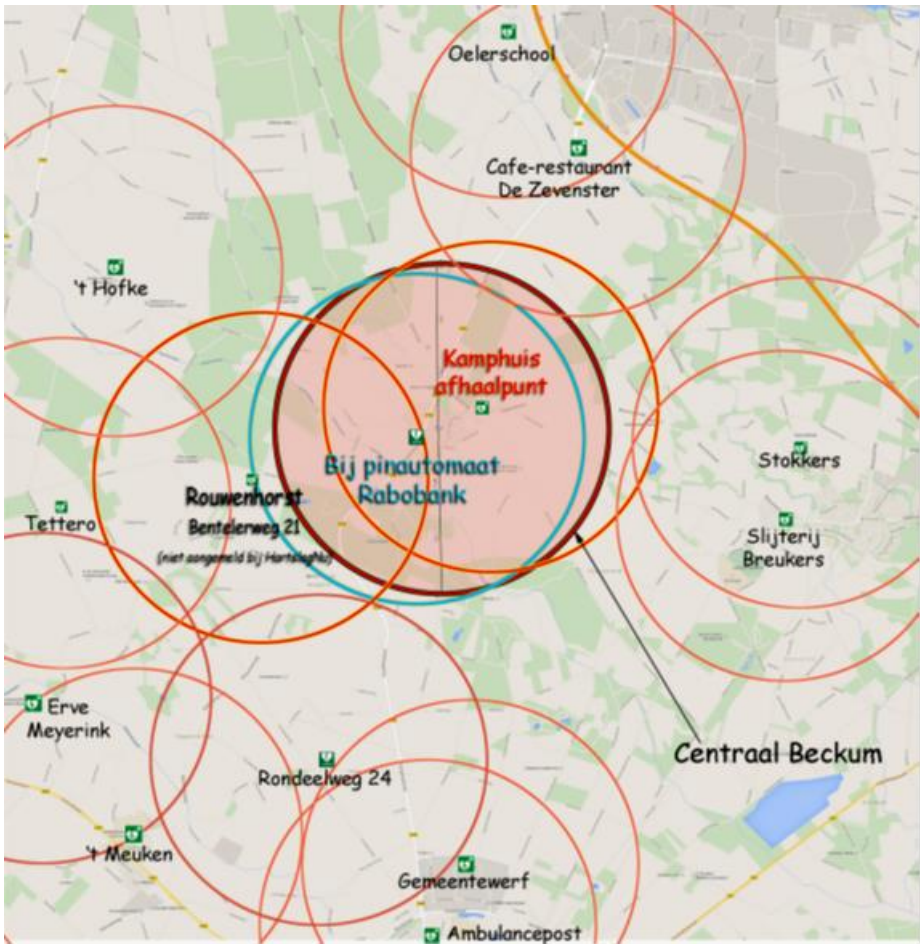 Oelerschool
Cafe-restaurant
De Zevenster
't Hofke
Kamphuis
afhaalpunt
Stokkers
Bij pinautomaat
Rabobank
Rouwenhorst
Bentelerweg 21
(niet aangemeld bij HartslagNu)
Tettero
Slijterij
Breukers
Erve
Meyerink
Centraal Beckum
Rondeelweg 24
't Meuken
Gemeentewerf
Ambulancepost